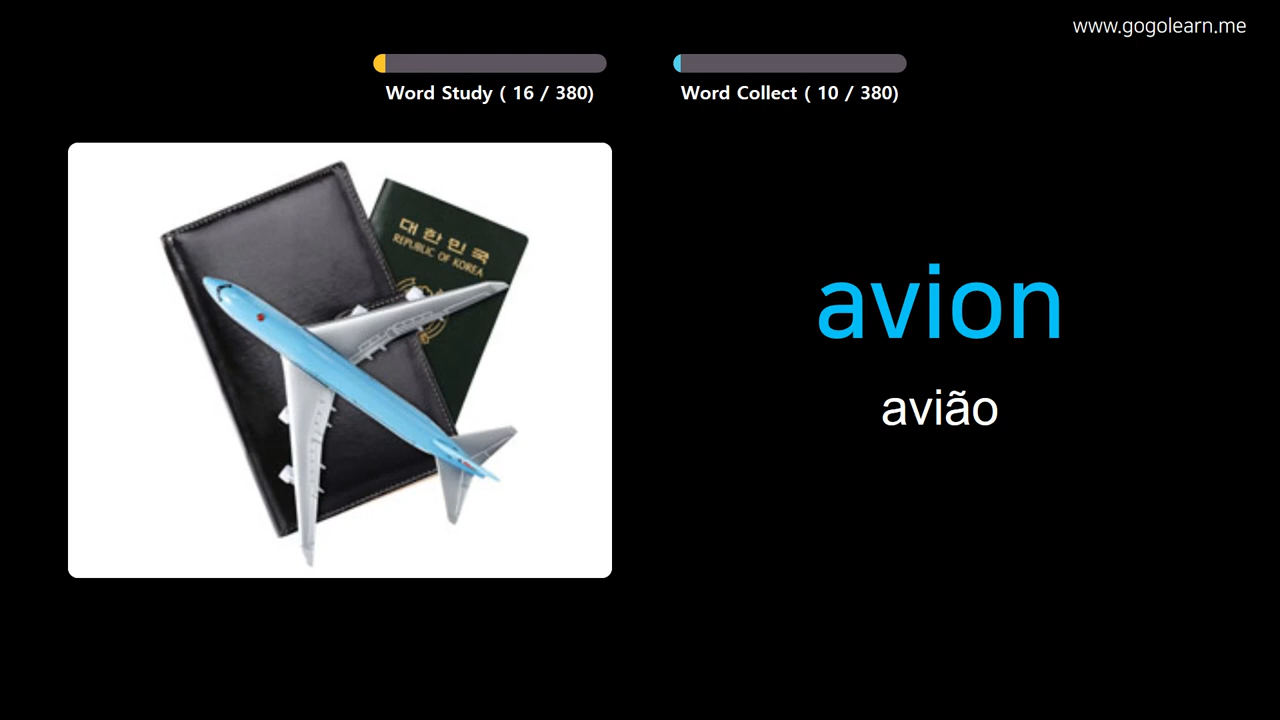 www.gogolearn.me
Word Study ( 16 / 380)
Word Collect ( 10 / 380)
대한민국
REPUBLIC OF KOREA
avion
avião